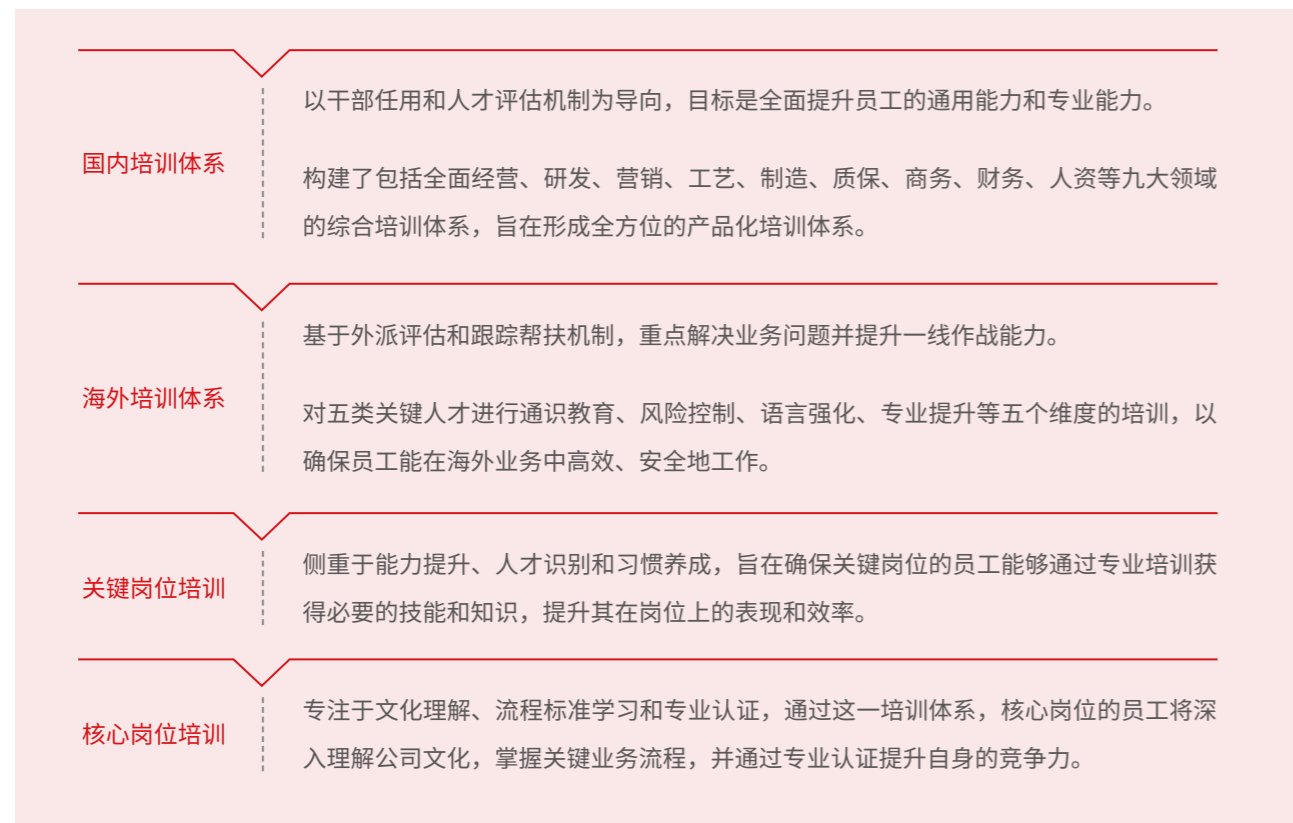 国内培训体系
以干部任用和人才评估机制为导向，目标是全面提升员工的通用能力和专业能力。
构建了包括全面经营、研发、营销、工艺、制造、质保、商务、财务、人资等九大领域
的综合培训体系，旨在形成全方位的产品化培训体系。
海外培训体系
基于外派评估和跟踪帮扶机制，重点解决业务问题并提升一线作战能力。
对五类关键人才进行通识教育、风险控制、语言强化、专业提升等五个维度的培训，以
确保员工能在海外业务中高效、安全地工作。
关键岗位培训
侧重于能力提升、人才识别和习惯养成，旨在确保关键岗位的员工能够通过专业培训获
得必要的技能和知识，提升其在岗位上的表现和效率。
核心岗位培训
专注于文化理解、流程标准学习和专业认证，通过这一培训体系，核心岗位的员工将深
入理解公司文化，掌握关键业务流程，并通过专业认证提升自身的竞争力。